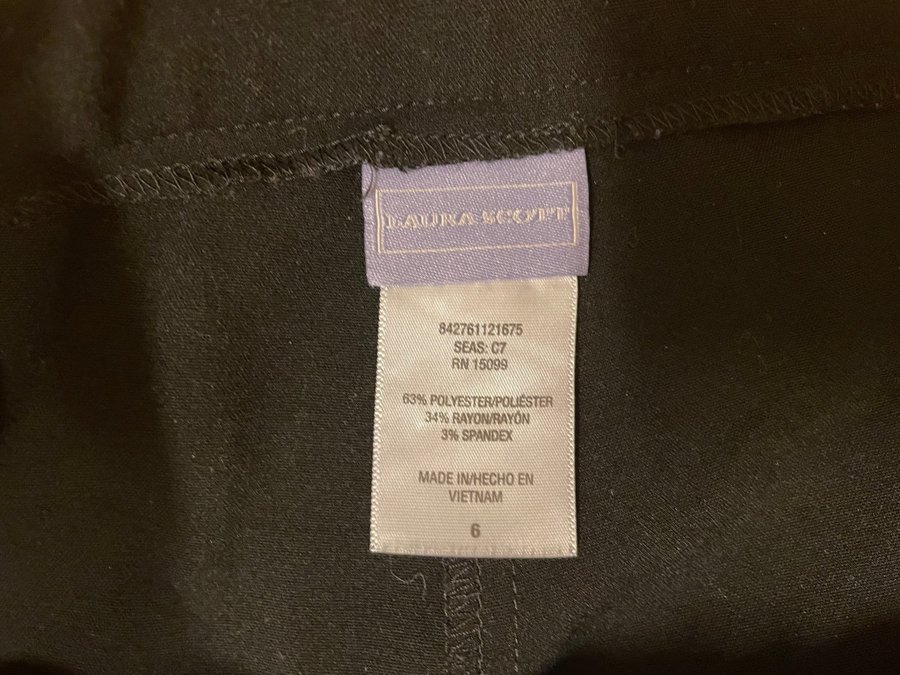 LAURA SCOTT
842761121675
SEAS: C7
RN 15099
63% POLYESTER/POLIÉSTER
34% RAYON/RAYÓN
3% SPANDEX
MADE IN/HECHO EN
VIETNAM
6